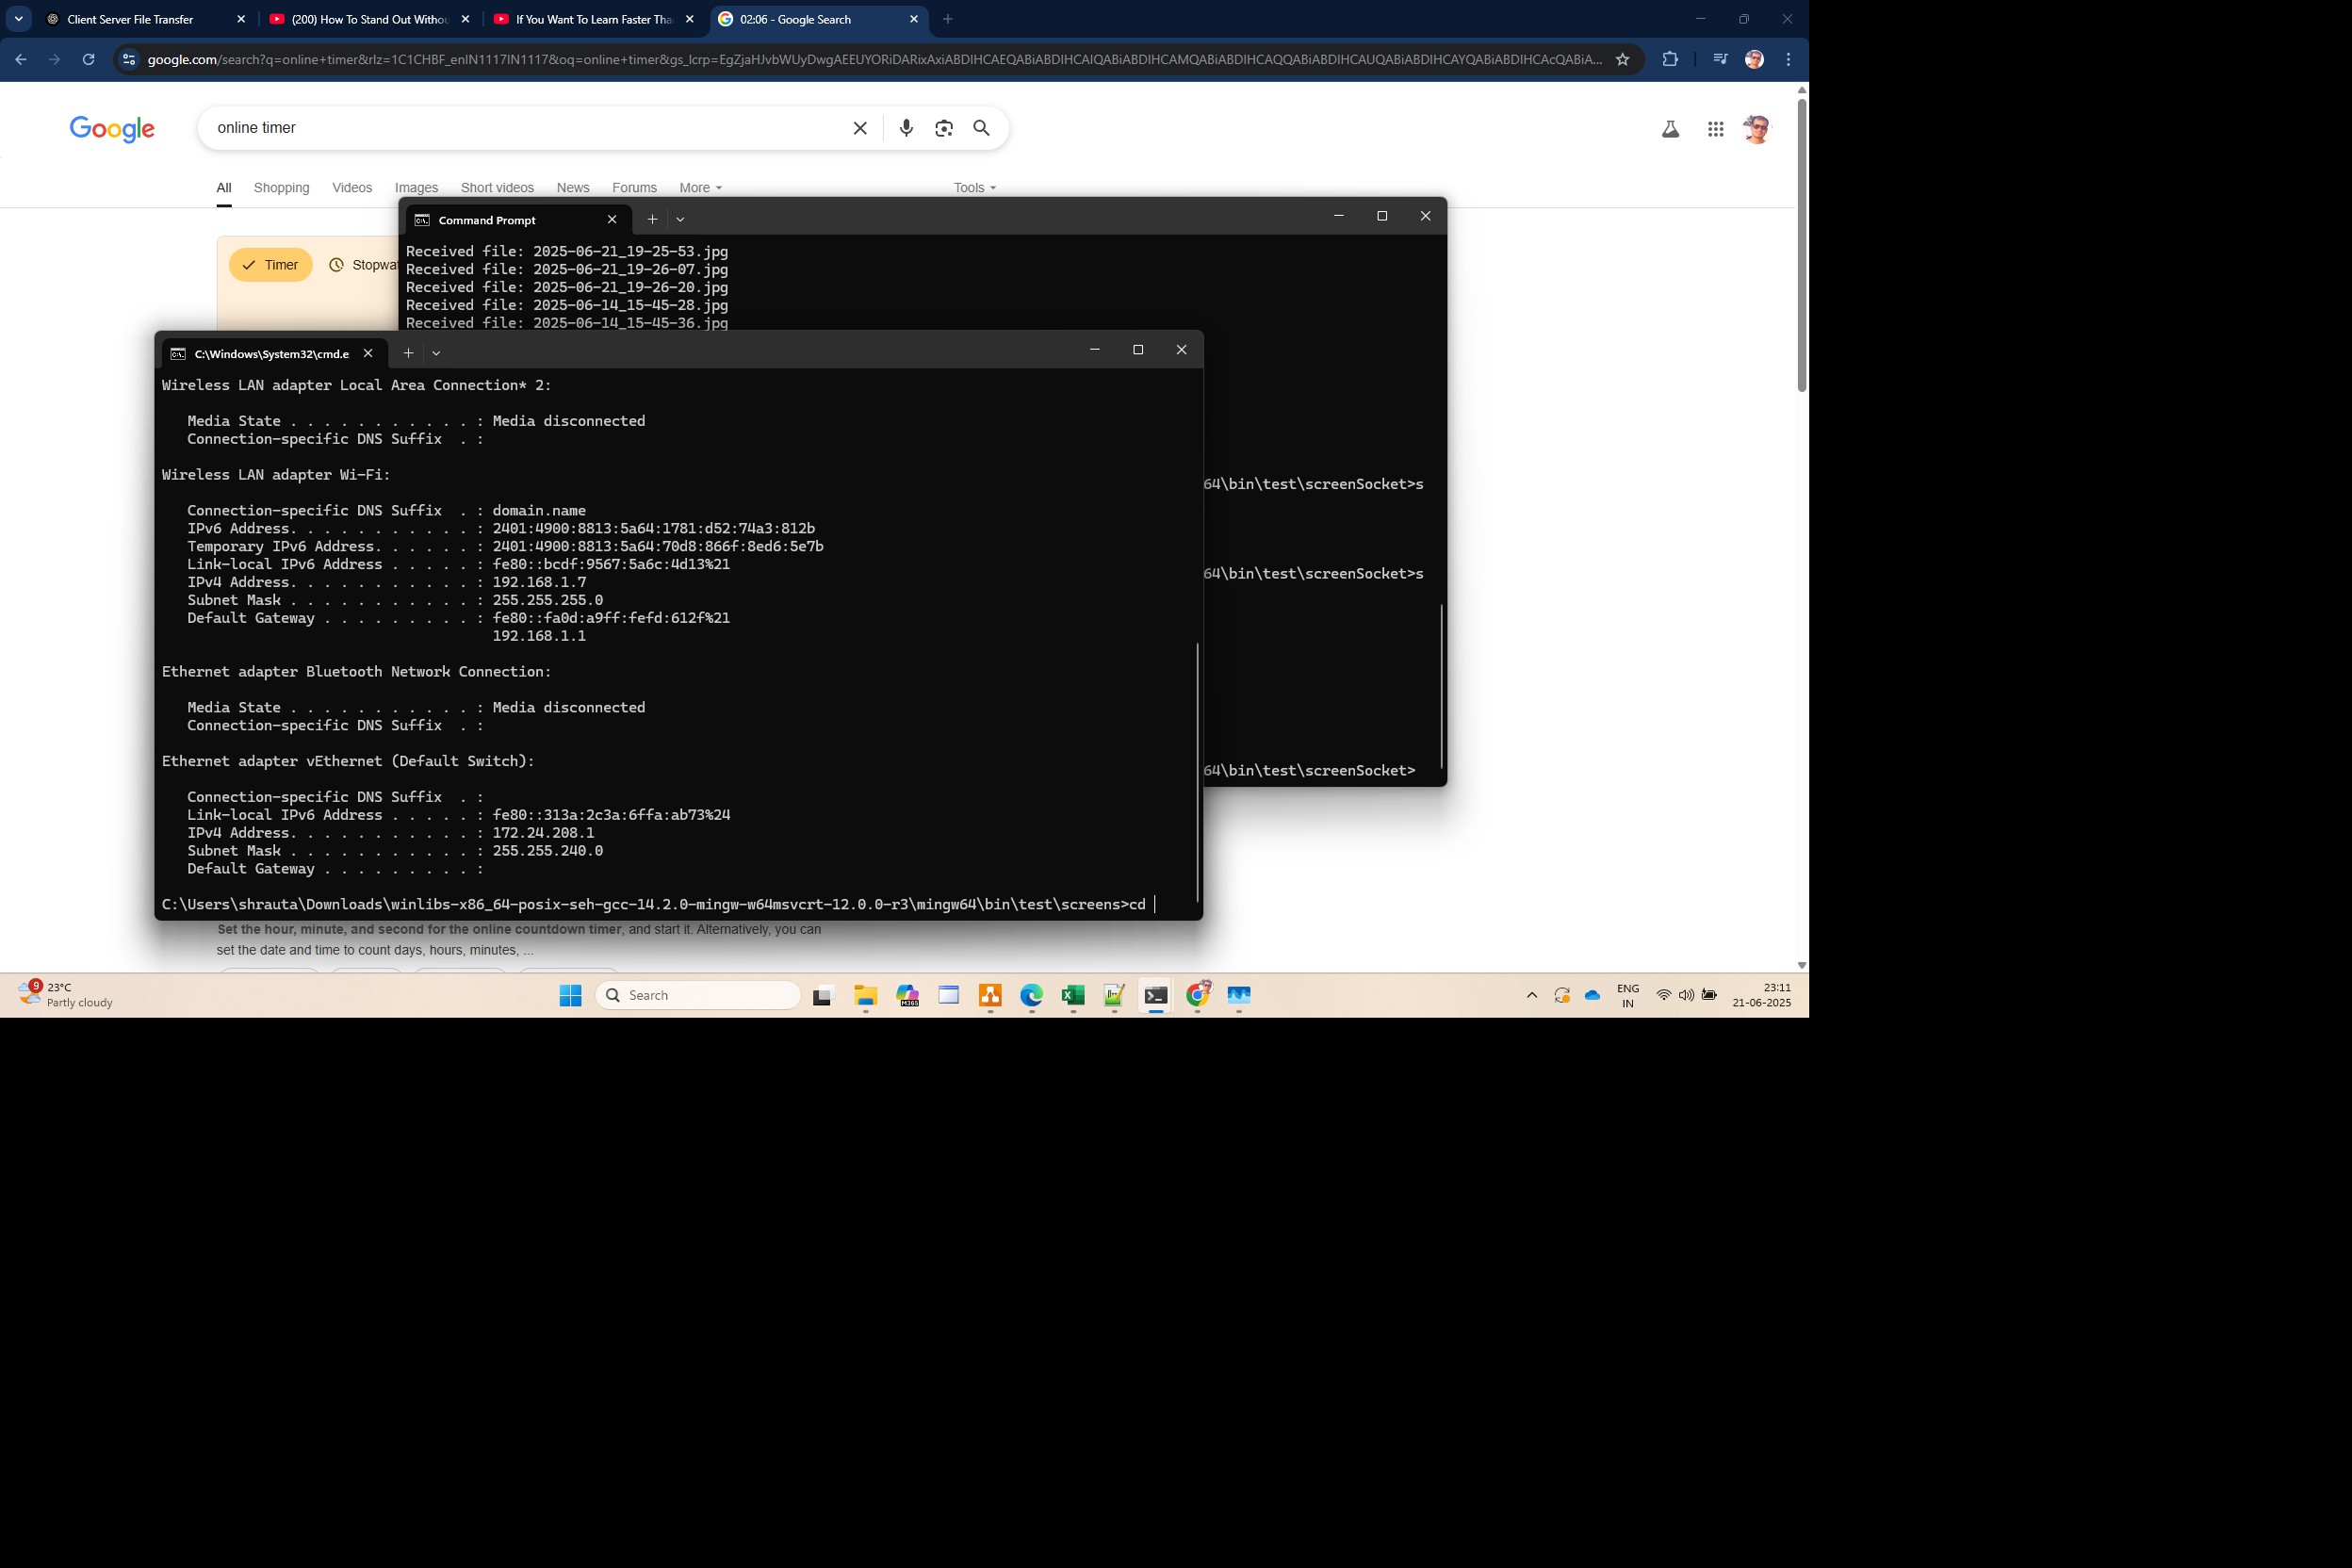 Client Server File Transfer
(200) How To Stand Out Withou
If You Want To Learn Faster Tha
02:06 - Google Search
google.com/search?q=online+timer&rlz=1C1CHBF_enIN1117IN1117&oq=online+timer&gs_lcrp=EgZjaHJvbWUyDwgAEEUYORiDARixAxiABDIHCAEQABiABDIHCAIQABiABDIHCAMQABiABDIHCAQQABiABDIHCAUQABiABDIHCAYQABiABDIHCAcQABiA...
Google
online timer
All Shopping Videos Images Short videos News Forums More Tools
Timer Stopwat
Command Prompt
Received file: 2025-06-21_19-25-53.jpg
Received file: 2025-06-21_19-26-07.jpg
Received file: 2025-06-21_19-26-20.jpg
Received file: 2025-06-14_15-45-28.jpg
Received file: 2025-06-14_15-45-36.jpg
64\bin\test\screenSocket>s
64\bin\test\screenSocket>s
64\bin\test\screenSocket>
C:\Windows\System32\cmd.e
Wireless LAN adapter Local Area Connection* 2:
Media State . . . . . . . . . . . : Media disconnected
Connection-specific DNS Suffix  . :
Wireless LAN adapter Wi-Fi:
Connection-specific DNS Suffix  . : domain.name
IPv6 Address. . . . . . . . . . . : 2401:4900:8813:5a64:1781:d52:74a3:812b
Temporary IPv6 Address. . . . . . : 2401:4900:8813:5a64:70d8:866f:8ed6:5e7b
Link-local IPv6 Address . . . . . : fe80::bcdf:9567:5a6c:4d13%21
IPv4 Address. . . . . . . . . . . : 192.168.1.7
Subnet Mask . . . . . . . . . . . : 255.255.255.0
Default Gateway . . . . . . . . . : fe80::fa0d:a9ff:fefd:612f%21
192.168.1.1
Ethernet adapter Bluetooth Network Connection:
Media State . . . . . . . . . . . : Media disconnected
Connection-specific DNS Suffix  . :
Ethernet adapter vEthernet (Default Switch):
Connection-specific DNS Suffix  . :
Link-local IPv6 Address . . . . . : fe80::313a:2c3a:6ffa:ab73%24
IPv4 Address. . . . . . . . . . . : 172.24.208.1
Subnet Mask . . . . . . . . . . . : 255.255.240.0
Default Gateway . . . . . . . . . :
C:\Users\shrauta\Downloads\winlibs-x86_64-posix-seh-gcc-14.2.0-mingw-w64msvcrt-12.0.0-r3\mingw64\bin\test\screens>cd
Set the hour, minute, and second for the online countdown timer, and start it. Alternatively, you can
set the date and time to count days, hours, minutes, ...
9
23°C
Partly cloudy
Search
M365
ENG
IN
23:11
21-06-2025